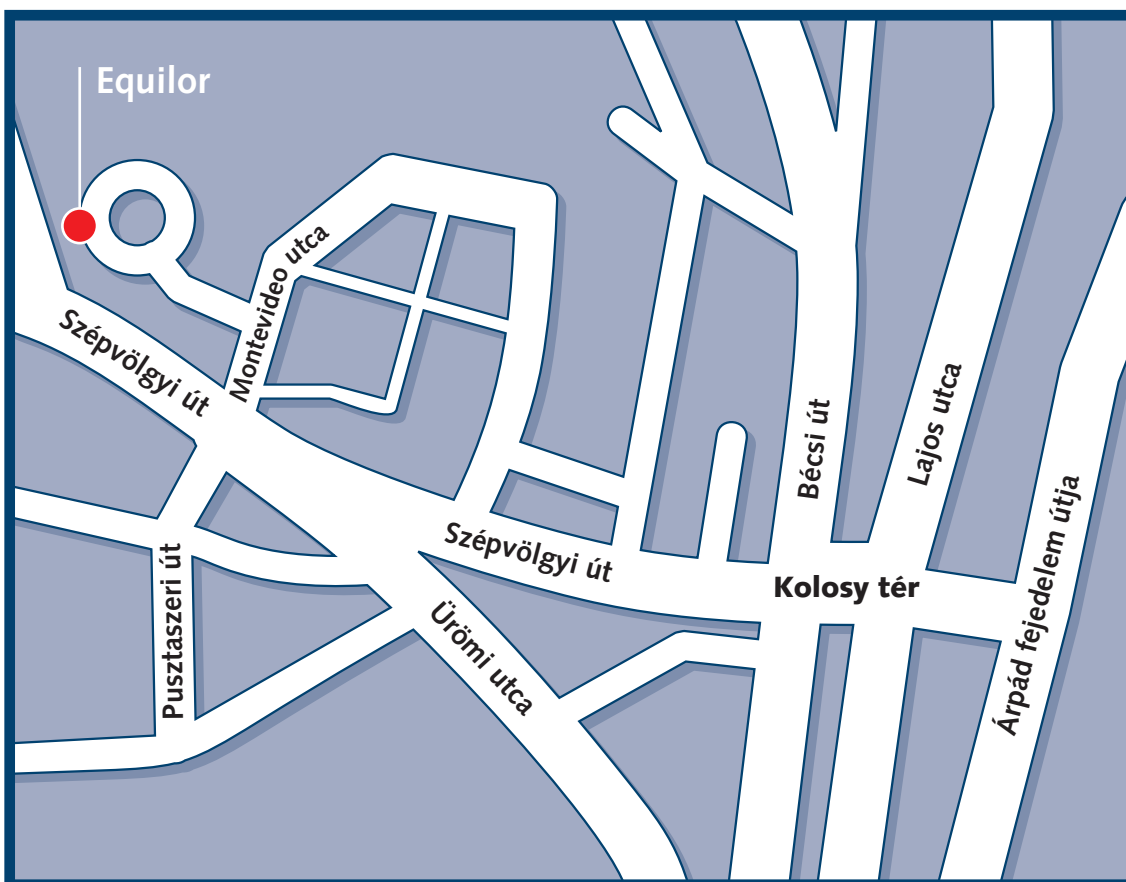 Equilor
Montevideo utca
Szépvölgyi út
Bécsi út
Lajos utca
Szépvölgyi út
Kolosy tér
Árpád fejedelem útja
Pusztaszeri út
Ürömi utca